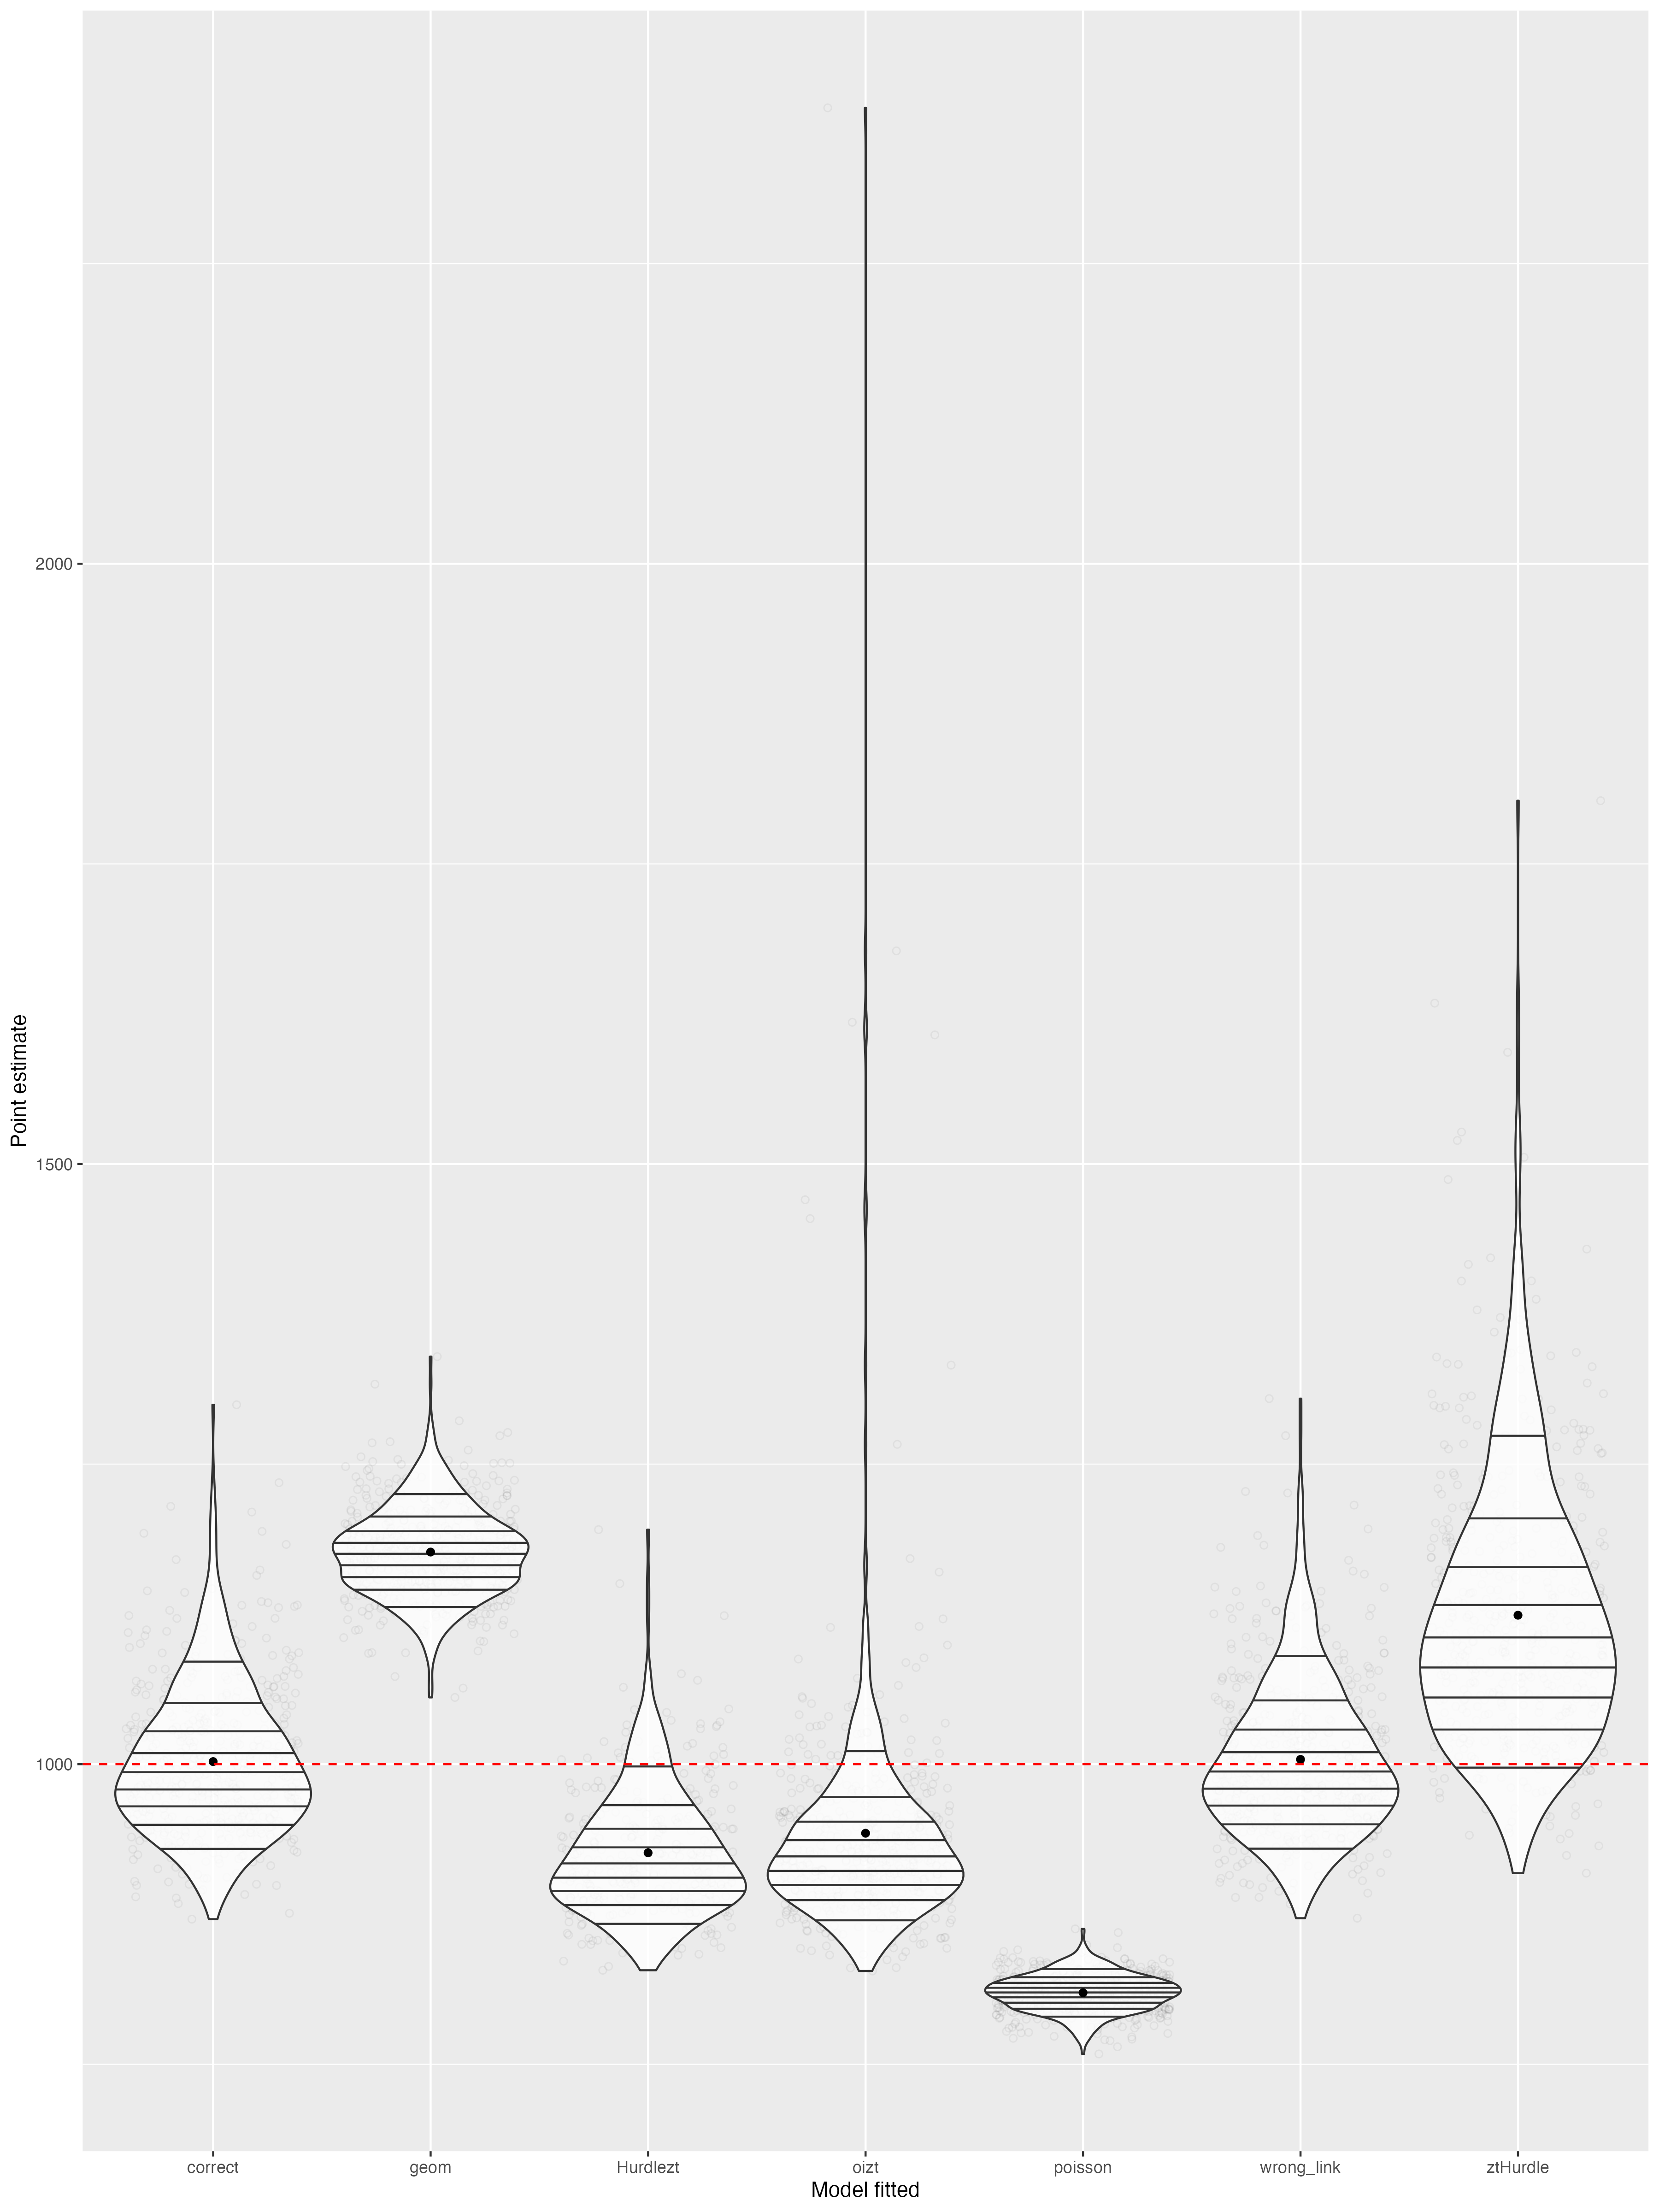 Point estimate
2000
1500
1000
correct
geom
Hurdlezt
oizt
poisson
wrong_link
ztHurdle
Model fitted